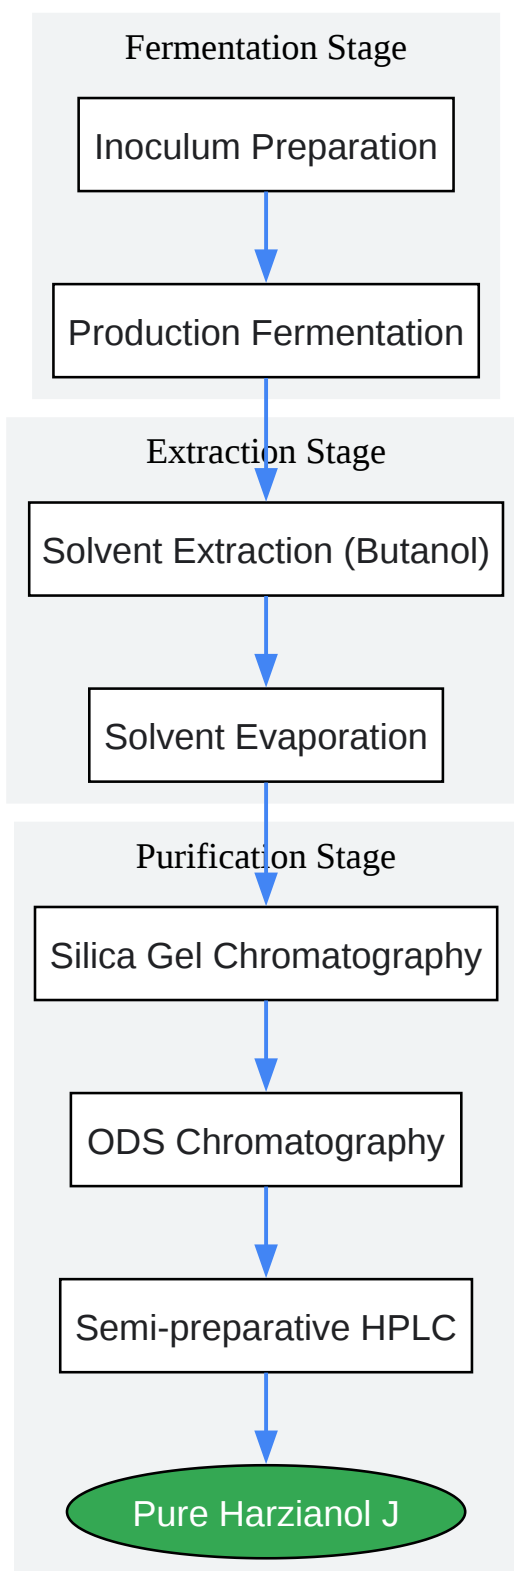 Fermentation Stage
Inoculum Preparation
Production Fermentation
Extraction Stage
Solvent Extraction (Butanol)
Solvent Evaporation
Purification Stage
Silica Gel Chromatography
ODS Chromatography
Semi-preparative HPLC
Pure Harzianol J